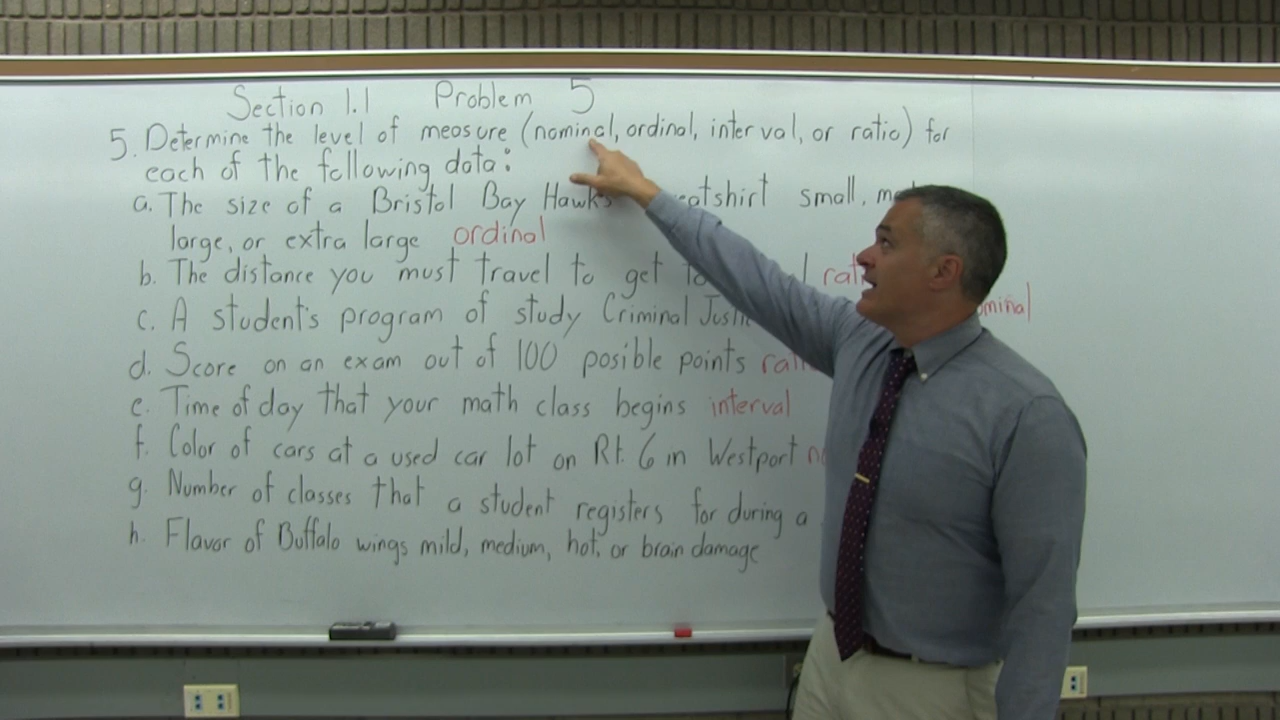 Section 1.1 Problem 5
5. Determine the level of measure (nominal, ordinal, interval, or ratio) for
each of the following data:
a. The size of a Bristol Bay Hawks small,
large, or extra large ordinal
b. The distance you must travel to get
c. A student's program of study Criminal
d. Score on an exam out of 100 posible points
e. Time of day that your math class begins interval
f. Color of cars at a used car lot on Rt. 6 in Westport
g. Number of classes that a student registers for during a
h. Flavor of Buffalo wings mild, medium, hot, or brain damage